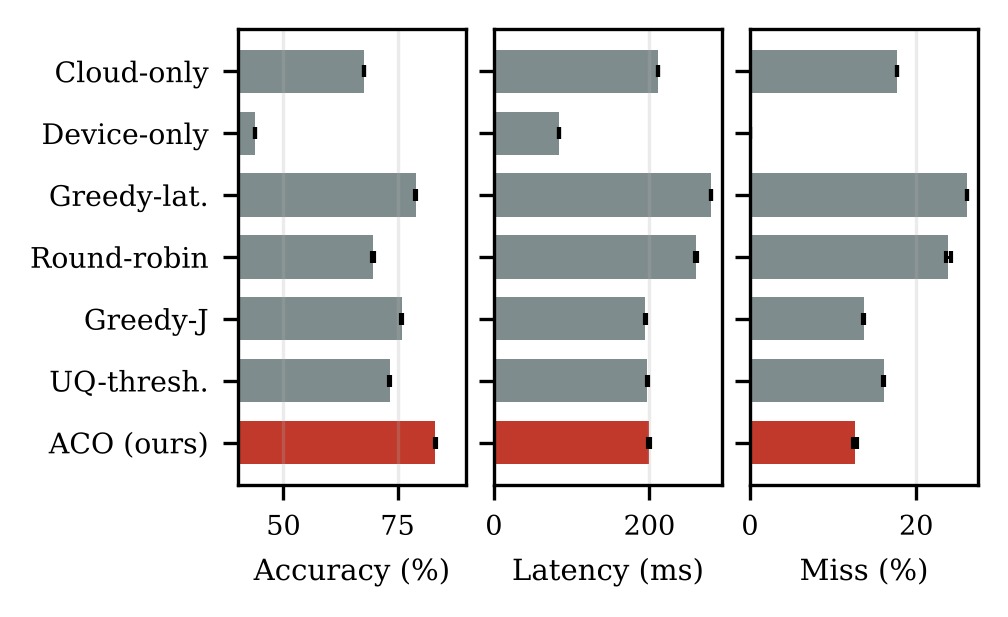 Cloud-only
Device-only
Greedy-lat.
Round-robin
Greedy-J
UQ-thresh.
ACO (ours)
50 75
Accuracy (%)
0 200
Latency (ms)
0 20
Miss (%)